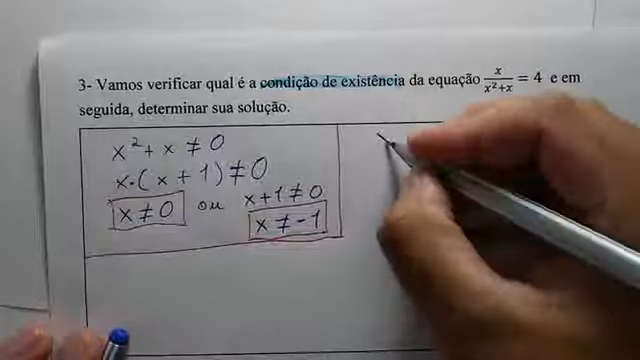 3- Vamos verificar qual é a condição de existência da equação x/x²+x = 4 e em
seguida, determinar sua solução.
x² + x ≠ 0
x·(x + 1) ≠ 0
x ≠ 0 ou x+1 ≠ 0
x ≠ -1